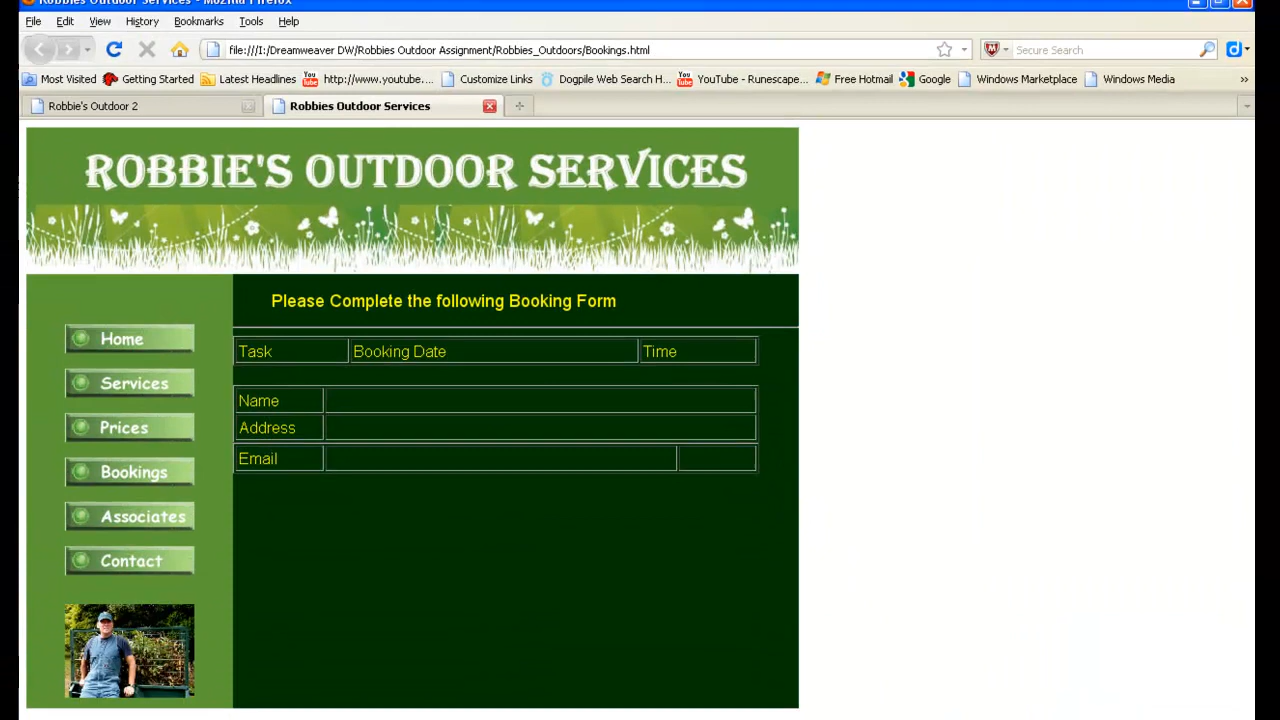 Robbies Outdoor Services - Mozilla Firefox
File Edit View History Bookmarks Tools Help
file:///I:/Dreamweaver DW/Robbies Outdoor Assignment/Robbies_Outdoors/Bookings.html Secure Search
Most Visited Getting Started Latest Headlines http://www.youtube.... Customize Links Dogpile Web Search H... YouTube - Runescape... Free Hotmail Google Windows Marketplace Windows Media »
Robbie's Outdoor 2 Robbies Outdoor Services
ROBBIE'S OUTDOOR SERVICES
Please Complete the following Booking Form
Home
Services
Prices
Bookings
Associates
Contact
Task Booking Date Time
Name
Address
Email